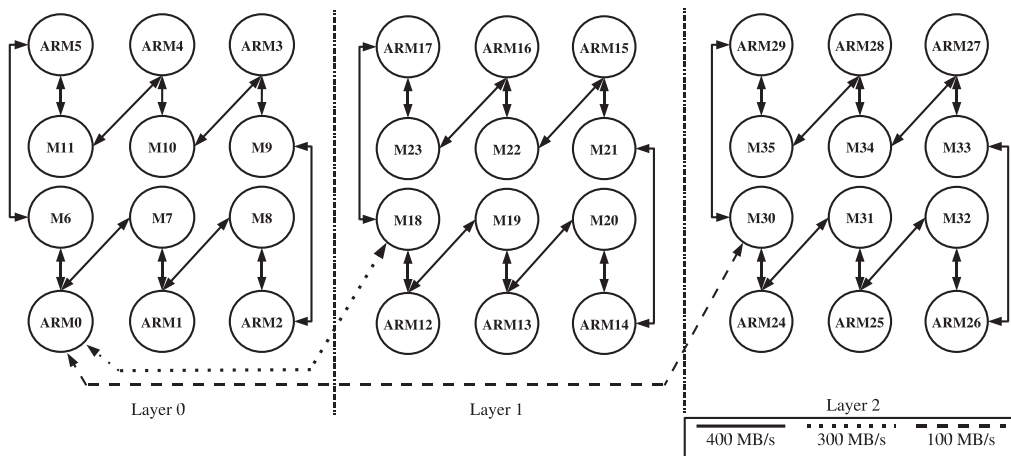 ARM5 ARM4 ARM3 ARM17 ARM16 ARM15 ARM29 ARM28 ARM27
M11 M10 M9 M23 M22 M21 M35 M34 M33
M6 M7 M8 M18 M19 M20 M30 M31 M32
ARM0 ARM1 ARM2 ARM12 ARM13 ARM14 ARM24 ARM25 ARM26
Layer 0 Layer 1 Layer 2
400 MB/s 300 MB/s 100 MB/s